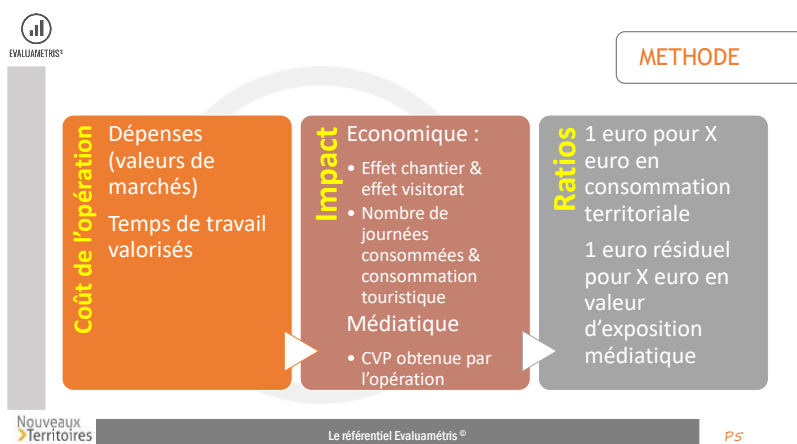 EVALUAMETRIS®
METHODE
Coût de l'opération
Dépenses
(valeurs de
marchés)
Temps de travail
valorisés
Impact
Economique :
• Effet chantier &
effet visitorat
• Nombre de
journées
consommées &
consommation
touristique
Médiatique
• CVP obtenue par
l'opération
Ratios
1 euro pour X
euro en
consommation
territoriale
1 euro résiduel
pour X euro en
valeur
d'exposition
médiatique
Nouveaux
>Territoires
Le référentiel Evaluamétris ©
P5